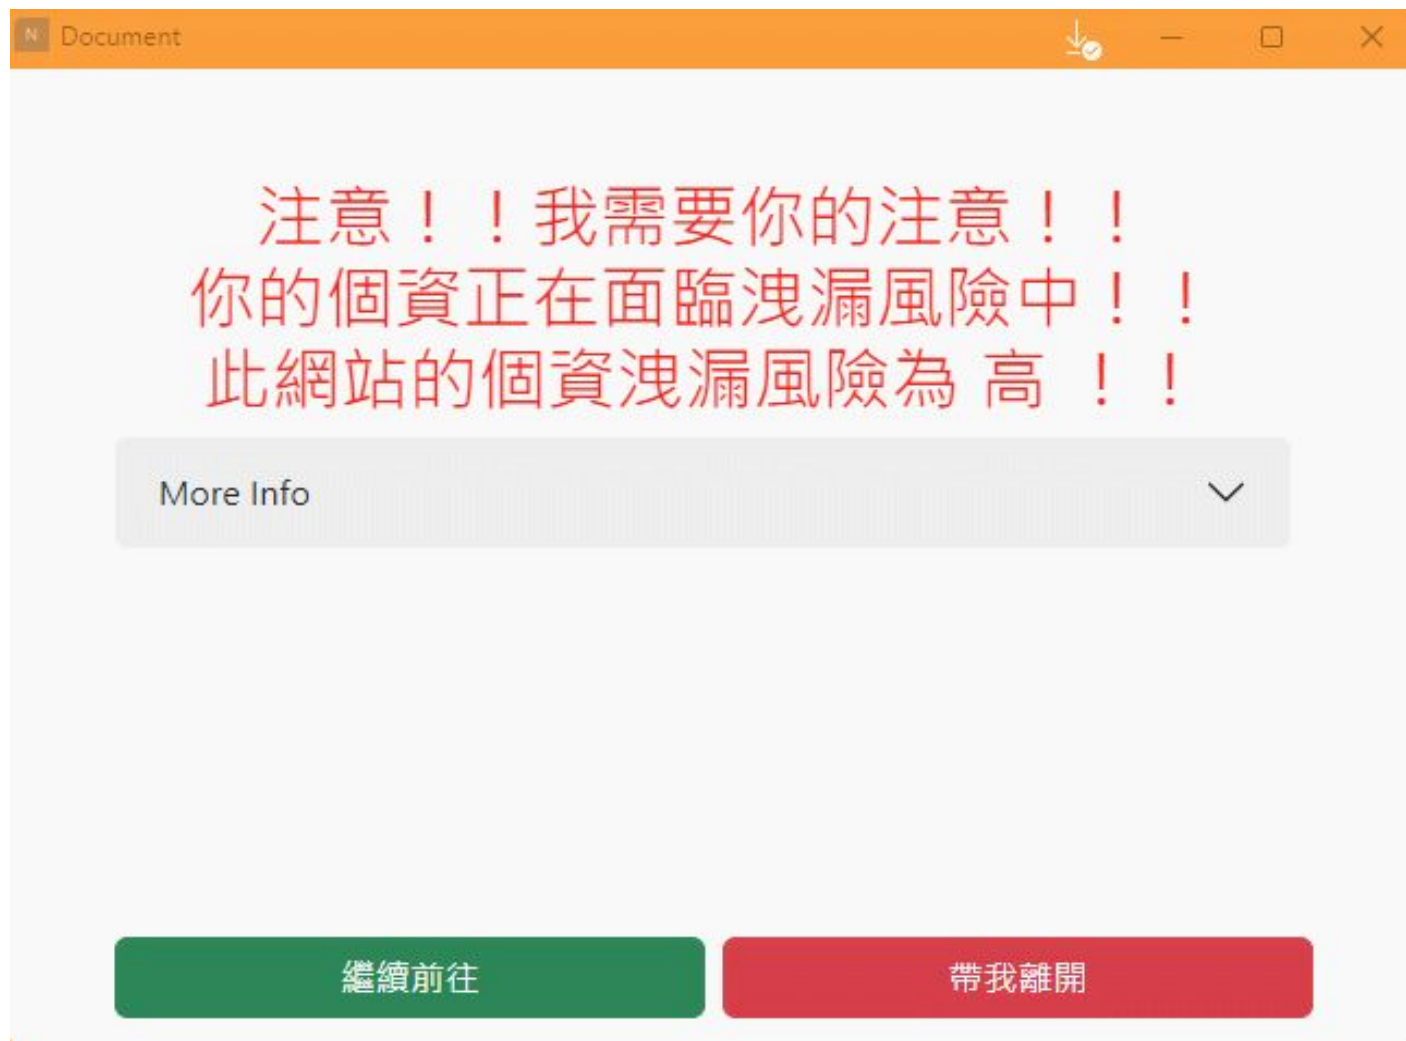 N Document
注意！！我需要你的注意！！
你的個資正在面臨洩漏風險中！！
此網站的個資洩漏風險為 高 ！！
More Info
繼續前往
帶我離開